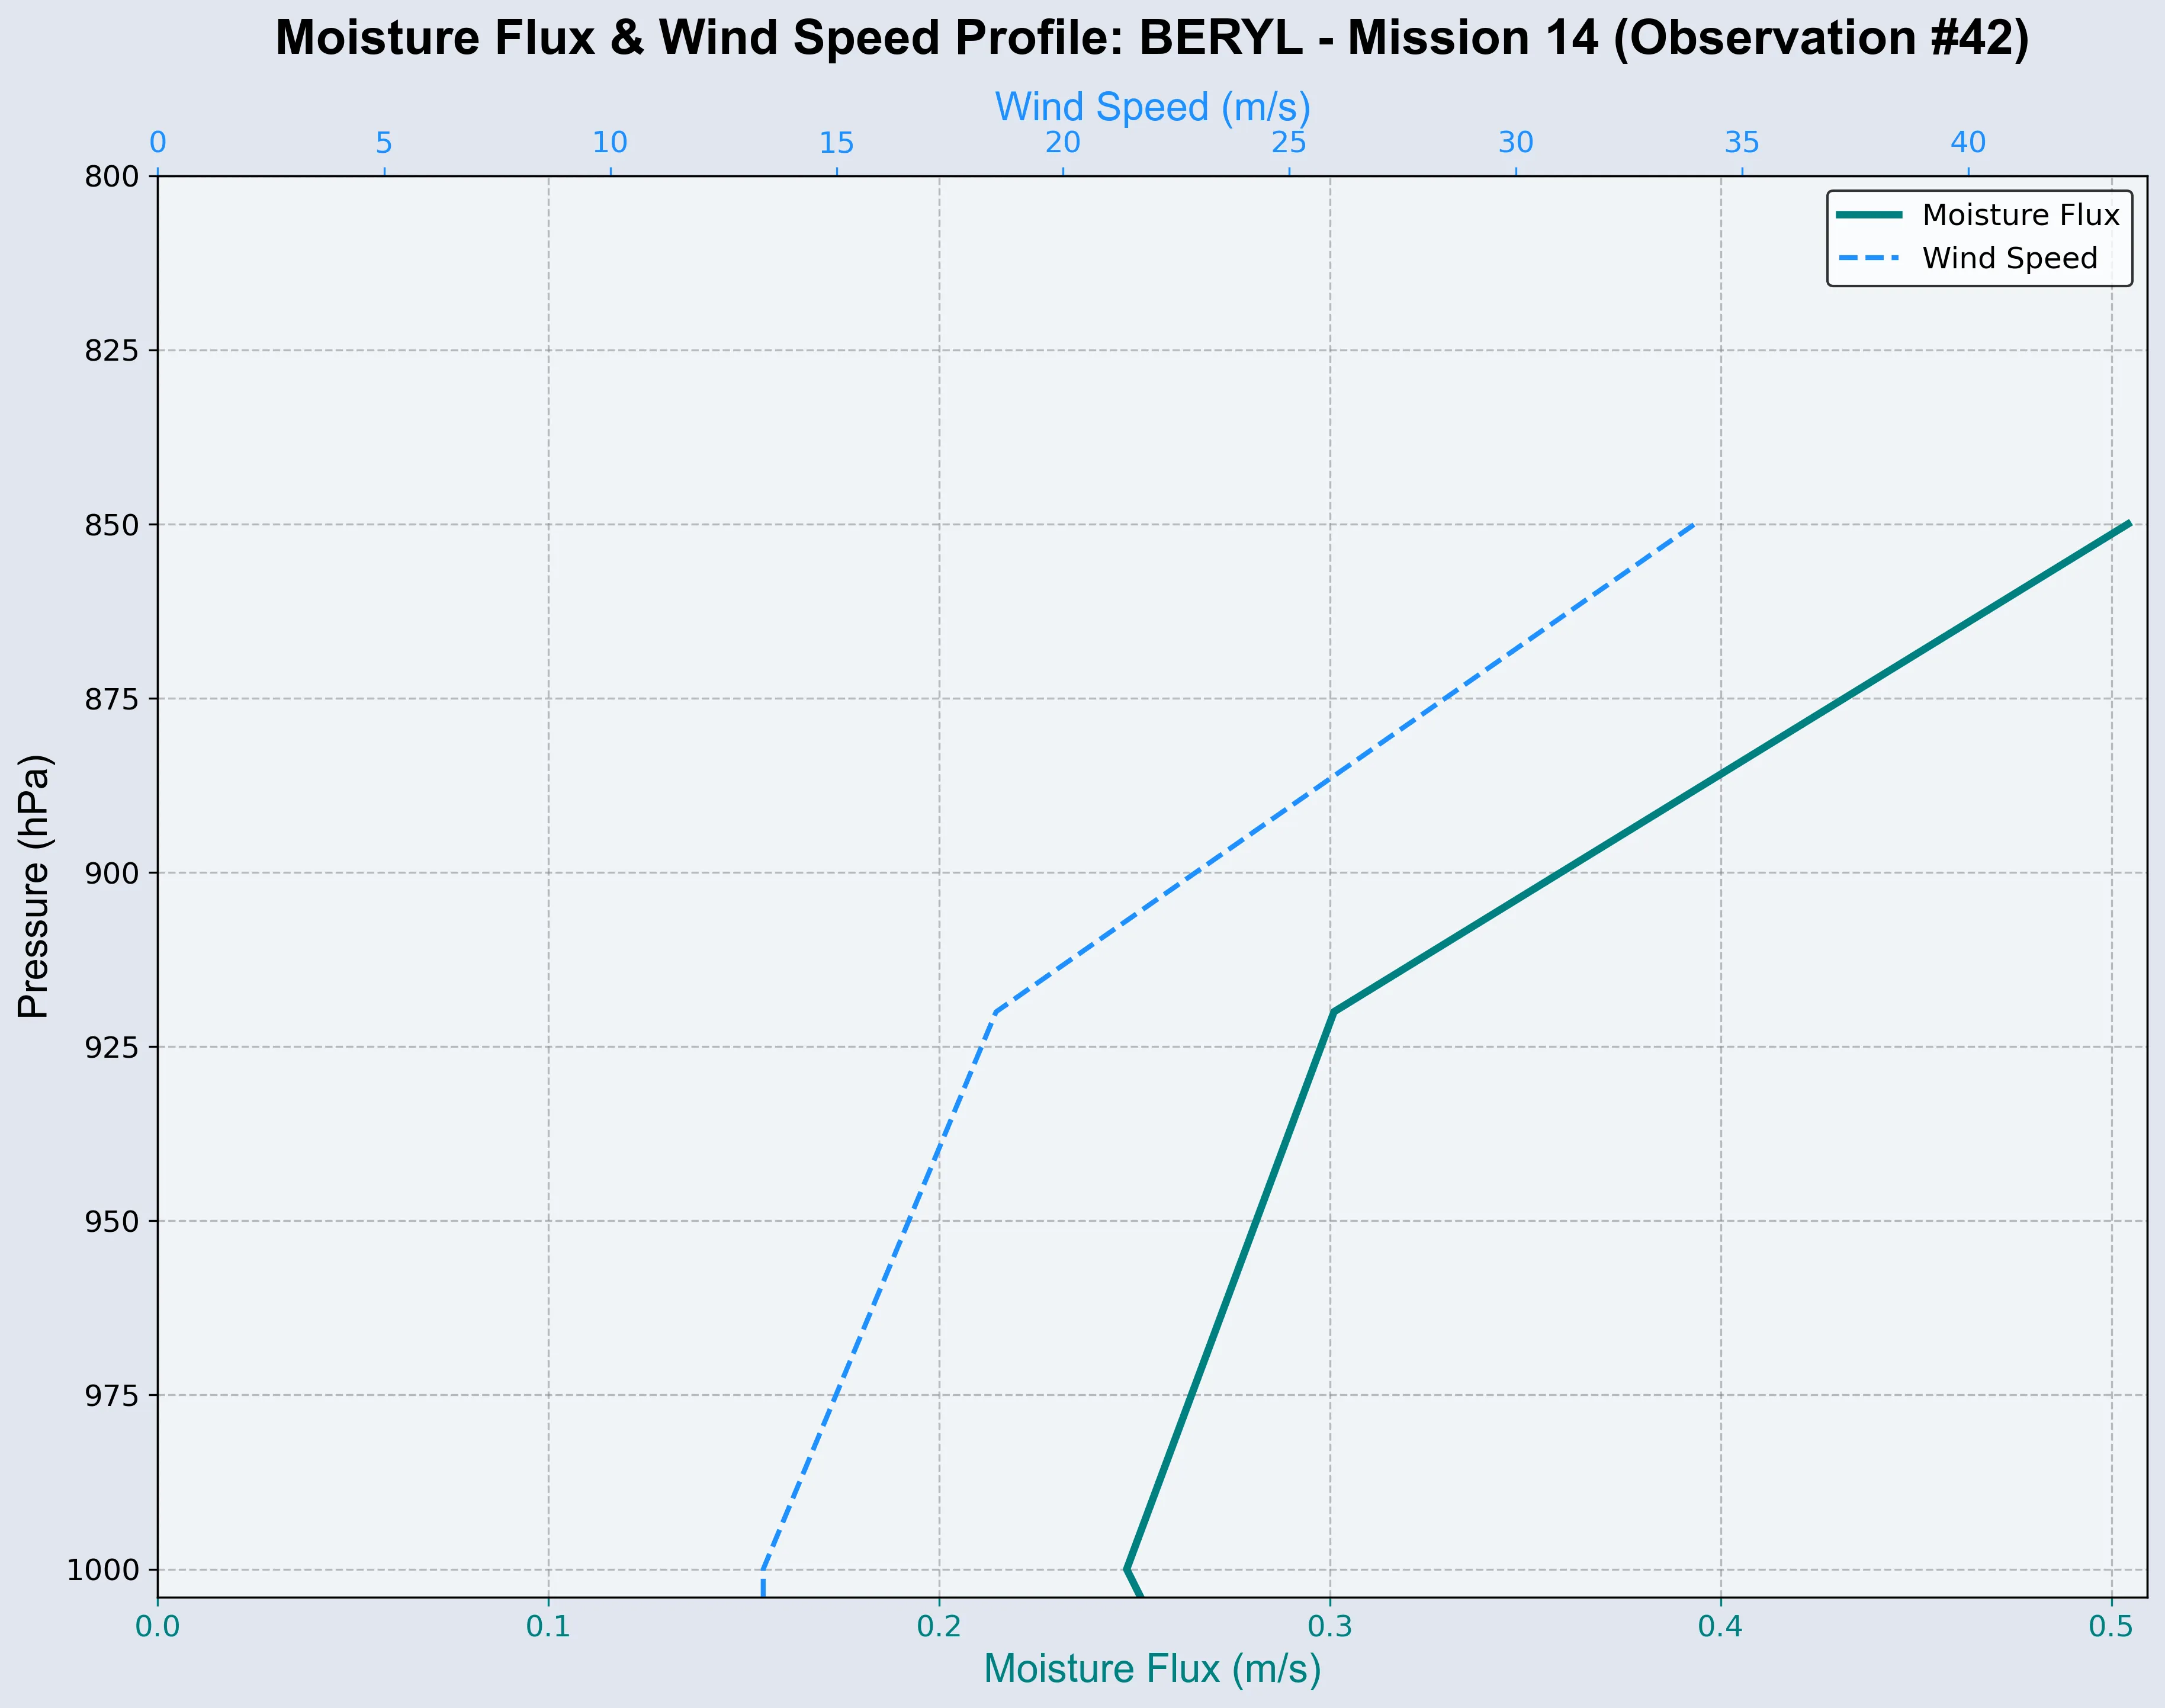 Moisture Flux & Wind Speed Profile: BERYL - Mission 14 (Observation #42)
Wind Speed (m/s)
0 5 10 15 20 25 30 35 40
Moisture Flux
Wind Speed
Pressure (hPa)
800
825
850
875
900
925
950
975
1000
0.0 0.1 0.2 0.3 0.4 0.5
Moisture Flux (m/s)